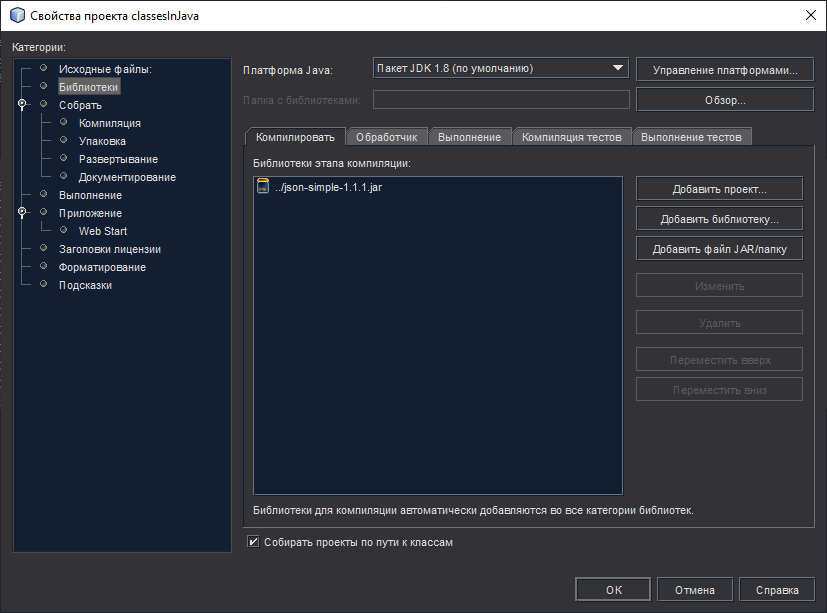 Свойства проекта classesInJava
Категории:
Исходные файлы:
Библиотеки
Собрать
Компиляция
Упаковка
Развертывание
Документирование
Выполнение
Приложение
Web Start
Заголовки лицензии
Форматирование
Подсказки
Платформа Java:
Пакет JDK 1.8 (по умолчанию)
Управление платформами...
Папка с библиотеками:
Обзор...
Компилировать
Обработчик
Выполнение
Компиляция тестов
Выполнение тестов
Библиотеки этапа компиляции:
../json-simple-1.1.1.jar
Добавить проект...
Добавить библиотеку...
Добавить файл JAR/папку
Изменить
Удалить
Переместить вверх
Переместить вниз
Библиотеки для компиляции автоматически добавляются во все категории библиотек.
Собирать проекты по пути к классам
ОК
Отмена
Справка